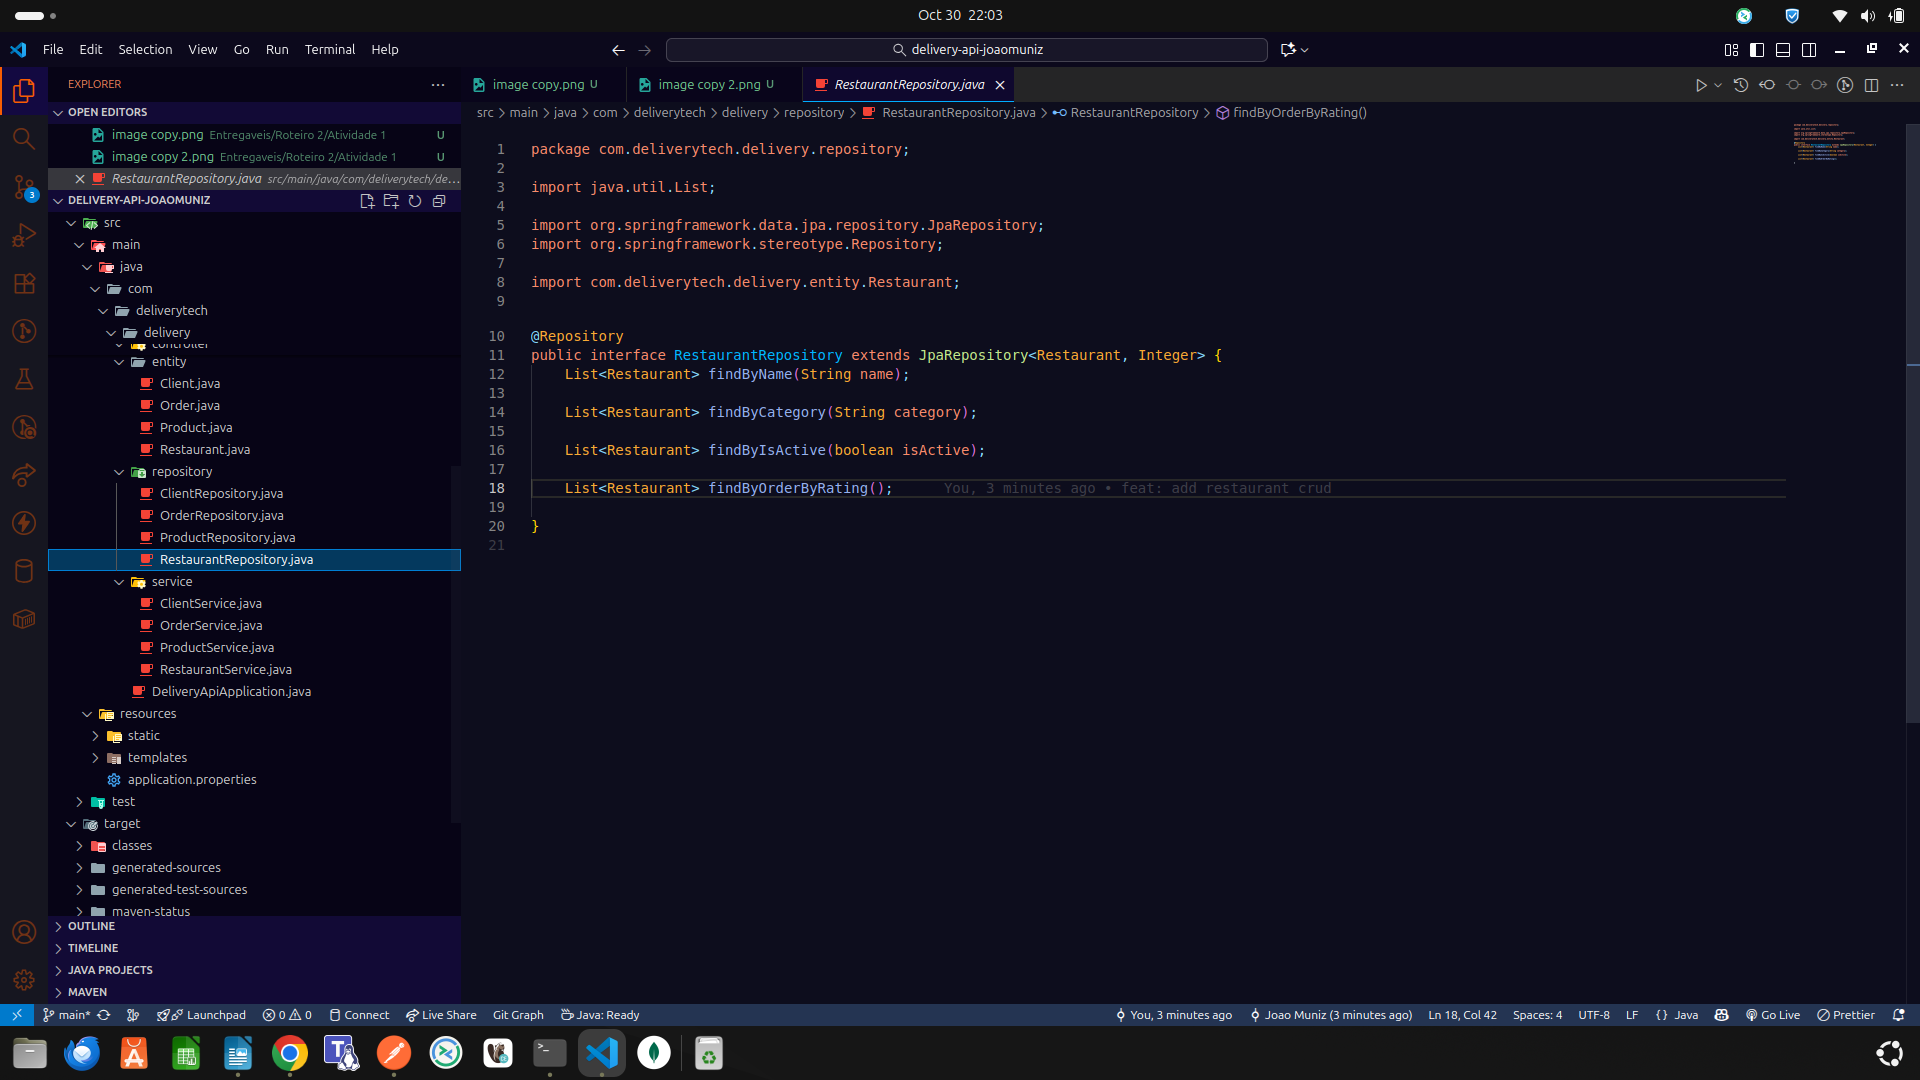 Oct 30 22:03
File Edit Selection View Go Run Terminal Help
delivery-api-joaomuniz
EXPLORER
OPEN EDITORS
image copy.png Entregaveis/Roteiro 2/Atividade 1 U
image copy 2.png Entregaveis/Roteiro 2/Atividade 1 U
RestaurantRepository.java src/main/java/com/deliverytech/de...
DELIVERY-API-JOAOMUNIZ
src
main
java
com
deliverytech
delivery
controller
entity
Client.java
Order.java
Product.java
Restaurant.java
repository
ClientRepository.java
OrderRepository.java
ProductRepository.java
RestaurantRepository.java
service
ClientService.java
OrderService.java
ProductService.java
RestaurantService.java
DeliveryApiApplication.java
resources
static
templates
application.properties
test
target
classes
generated-sources
generated-test-sources
maven-status
OUTLINE
TIMELINE
JAVA PROJECTS
MAVEN
3
image copy.png U
image copy 2.png U
RestaurantRepository.java
src > main > java > com > deliverytech > delivery > repository > RestaurantRepository.java > RestaurantRepository > findByOrderByRating()
1 package com.deliverytech.delivery.repository;
2
3 import java.util.List;
4
5 import org.springframework.data.jpa.repository.JpaRepository;
6 import org.springframework.stereotype.Repository;
7
8 import com.deliverytech.delivery.entity.Restaurant;
9
10 @Repository
11 public interface RestaurantRepository extends JpaRepository<Restaurant, Integer> {
12 List<Restaurant> findByName(String name);
13
14 List<Restaurant> findByCategory(String category);
15
16 List<Restaurant> findByIsActive(boolean isActive);
17
18 List<Restaurant> findByOrderByRating(); You, 3 minutes ago • feat: add restaurant crud
19
20 }
21
main* Launchpad 0 0 Connect Live Share Git Graph Java: Ready
You, 3 minutes ago Joao Muniz (3 minutes ago) Ln 18, Col 42 Spaces: 4 UTF-8 LF {} Java Go Live Prettier